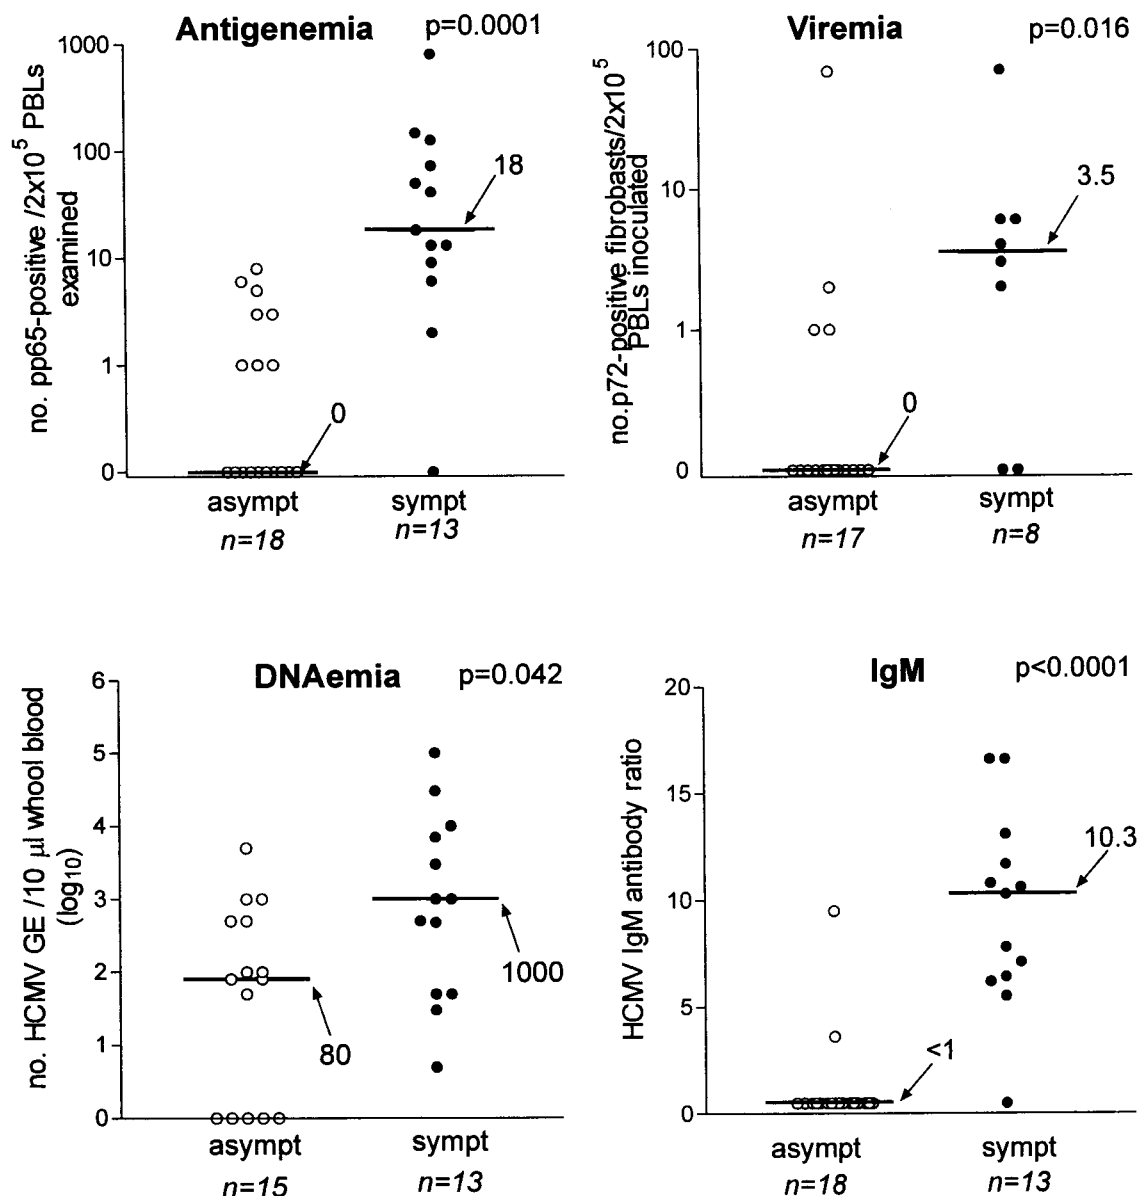 Antigenemia p=0.0001
no. pp65-positive /2x10^5 PBLs
examined
1000
100
10
1
0
18
0
asympt sympt
n=18 n=13
Viremia p=0.016
no.p72-positive fibrobasts/2x10^5
PBLs inoculated
100
10
1
0
3.5
0
asympt sympt
n=17 n=8
DNAemia p=0.042
no. HCMV GE /10 µl whool blood
(log10)
6
5
4
3
2
1
0
1000
80
asympt sympt
n=15 n=13
IgM p<0.0001
HCMV IgM antibody ratio
20
15
10
5
0
10.3
<1
asympt sympt
n=18 n=13